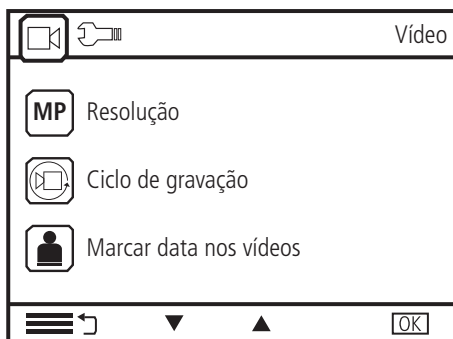 Vídeo
MP Resolução
Ciclo de gravação
Marcar data nos vídeos
OK